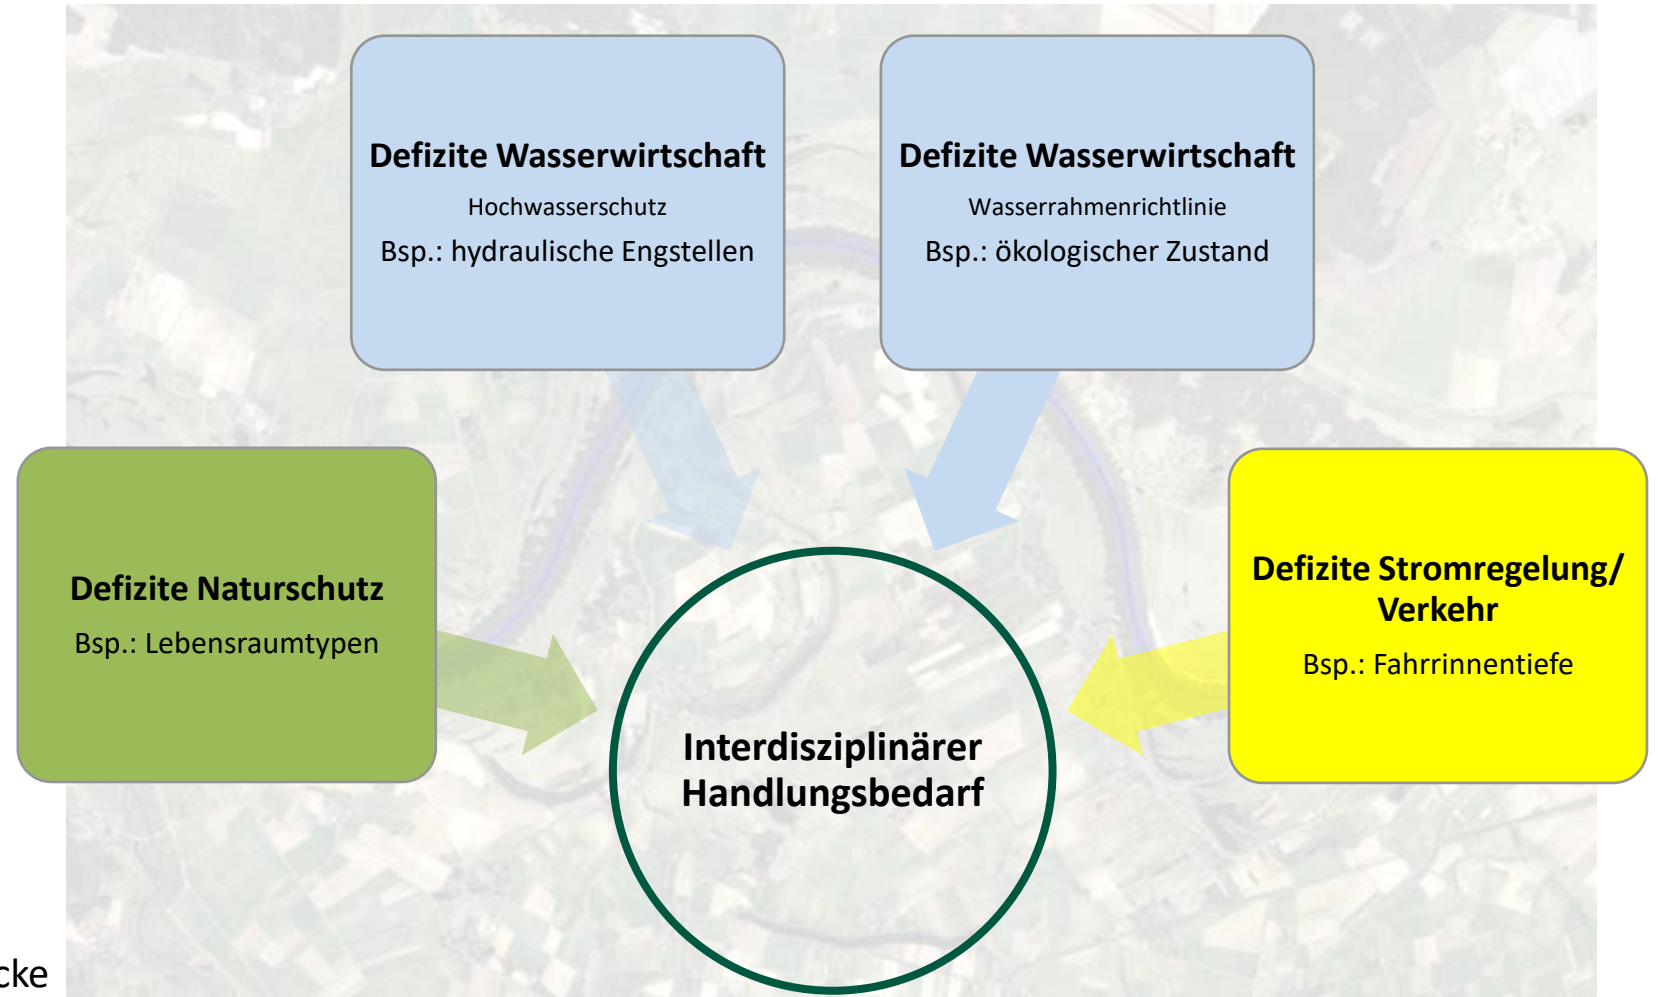 Defizite Wasserwirtschaft
Hochwasserschutz
Bsp.: hydraulische Engstellen
Defizite Wasserwirtschaft
Wasserrahmenrichtlinie
Bsp.: ökologischer Zustand
Defizite Naturschutz
Bsp.: Lebensraumtypen
Defizite Stromregelung/
Verkehr
Bsp.: Fahrrinnentiefe
Interdisziplinärer
Handlungsbedarf
cke